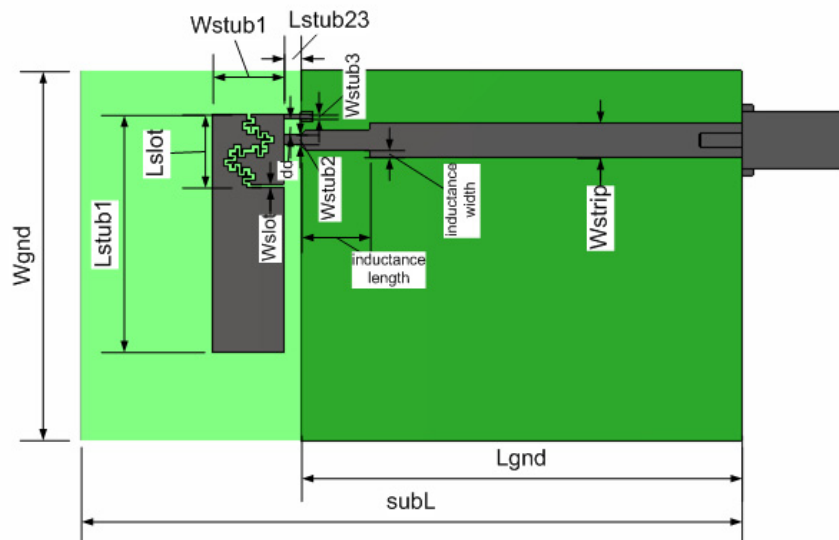 Lstub23
Wstub1
Wstub3
Lslot
dd
Wstub2
inductance
width
Wstrip
Wslot
Lstub1
Wgnd
inductance
length
Lgnd
subL